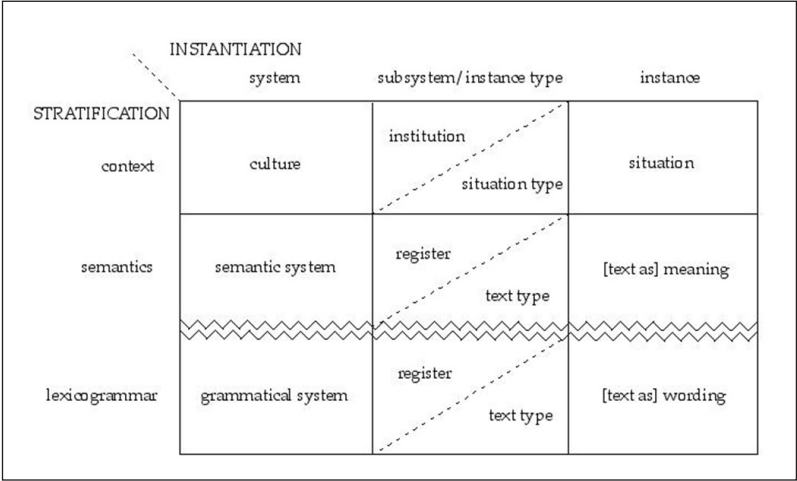 INSTANTIATION
system subsystem/instance type instance
STRATIFICATION
context culture institution situation type situation
semantics semantic system register text type [text as] meaning
lexicogrammar grammatical system register text type [text as] wording